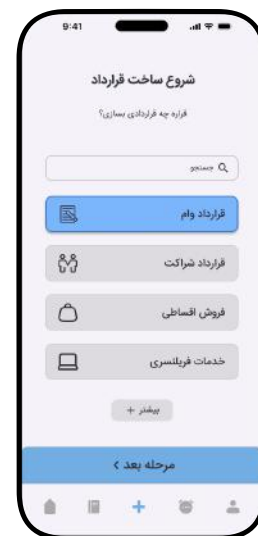 9:41
شروع ساخت قرارداد
قراره چه قراردادی بسازی؟
جستجو
قرارداد وام
قرارداد شراکت
فروش اقساطی
خدمات فریلنسری
بیشتر +
مرحله بعد >